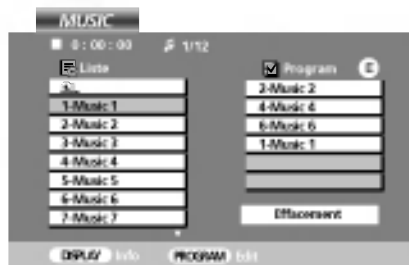 MUSIC
0:00:00 1/12
Liste
1-Music 1
2-Music 2
3-Music 3
4-Music 4
5-Music 5
6-Music 6
7-Music 7
Program
2-Music 2
4-Music 4
6-Music 6
1-Music 1
Effacement
DISPLAY Info PROGRAM Edit